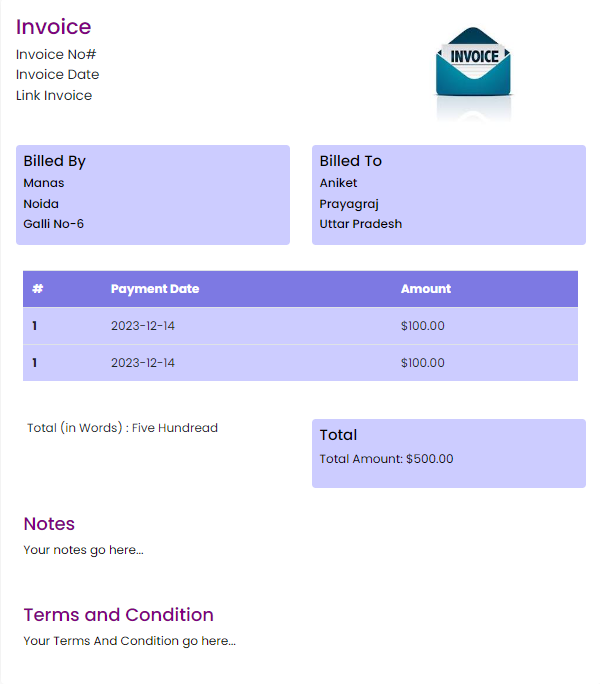 Invoice
Invoice No#
Invoice Date
Link Invoice
INVOICE
Billed By
Manas
Noida
Galli No-6
Billed To
Aniket
Prayagraj
Uttar Pradesh
# Payment Date Amount
1 2023-12-14 $100.00
1 2023-12-14 $100.00
Total (in Words) : Five Hundread
Total
Total Amount: $500.00
Notes
Your notes go here...
Terms and Condition
Your Terms And Condition go here...